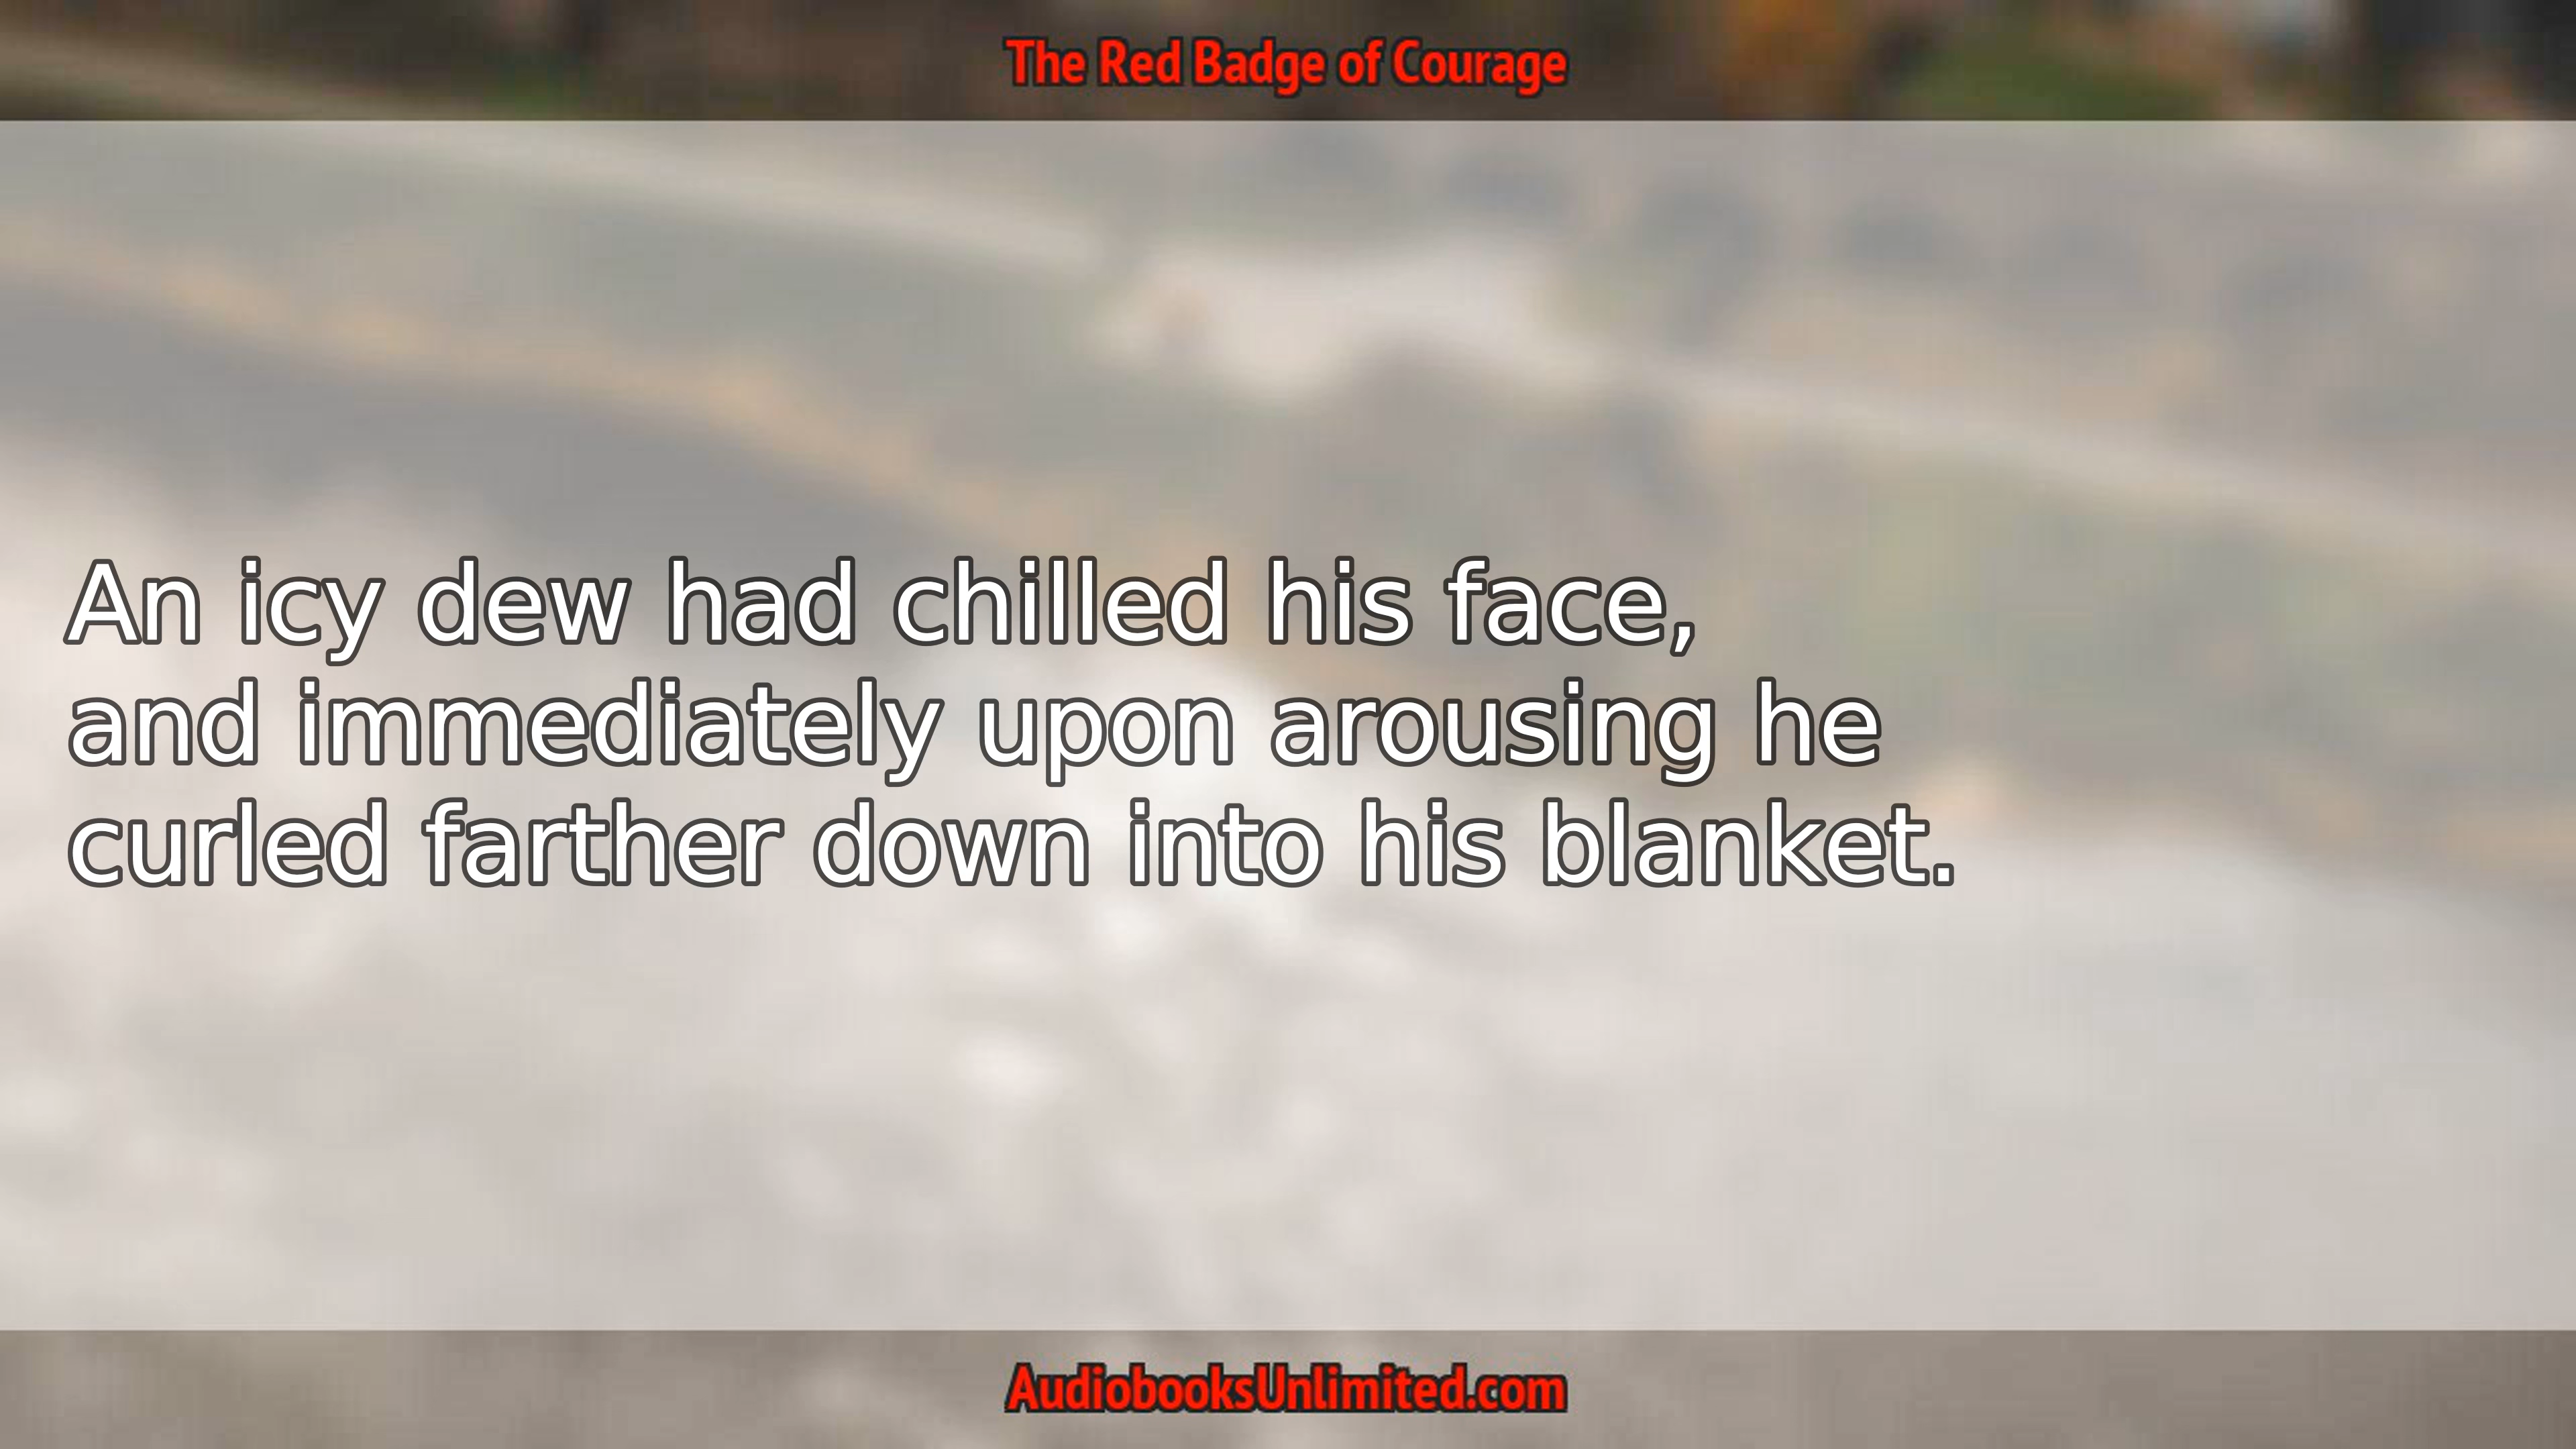 The Red Badge of Courage
An icy dew had chilled his face,
and immediately upon arousing he
curled farther down into his blanket.
AudiobooksUnlimited.com